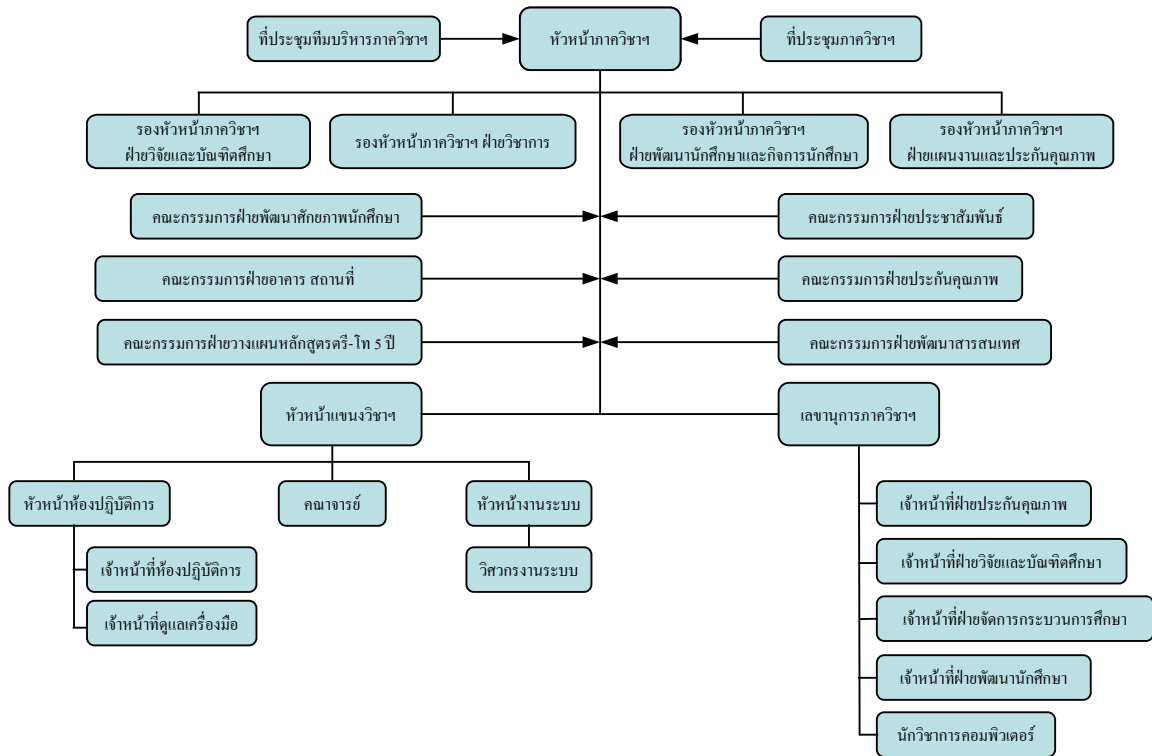 ที่ประชุมทีมบริหารภาควิชาฯ
หัวหน้าภาควิชาฯ
ที่ประชุมภาควิชาฯ
รองหัวหน้าภาควิชาฯ
ฝ่ายวิจัยและบัณฑิตศึกษา
รองหัวหน้าภาควิชาฯ ฝ่ายวิชาการ
รองหัวหน้าภาควิชาฯ
ฝ่ายพัฒนานักศึกษาและกิจการนักศึกษา
รองหัวหน้าภาควิชาฯ
ฝ่ายแผนงานและประกันคุณภาพ
คณะกรรมการฝ่ายพัฒนาศักยภาพนักศึกษา
คณะกรรมการฝ่ายประชาสัมพันธ์
คณะกรรมการฝ่ายอาคาร สถานที่
คณะกรรมการฝ่ายประกันคุณภาพ
คณะกรรมการฝ่ายวางแผนหลักสูตรตรี-โท 5 ปี
คณะกรรมการฝ่ายพัฒนาสารสนเทศ
หัวหน้าแขนงวิชาฯ
เลขานุการภาควิชาฯ
หัวหน้าห้องปฏิบัติการ
คณาจารย์
หัวหน้างานระบบ
เจ้าหน้าที่ห้องปฏิบัติการ
วิศวกรงานระบบ
เจ้าหน้าที่ดูแลเครื่องมือ
เจ้าหน้าที่ฝ่ายประกันคุณภาพ
เจ้าหน้าที่ฝ่ายวิจัยและบัณฑิตศึกษา
เจ้าหน้าที่ฝ่ายจัดการกระบวนการศึกษา
เจ้าหน้าที่ฝ่ายพัฒนานักศึกษา
นักวิชาการคอมพิวเตอร์